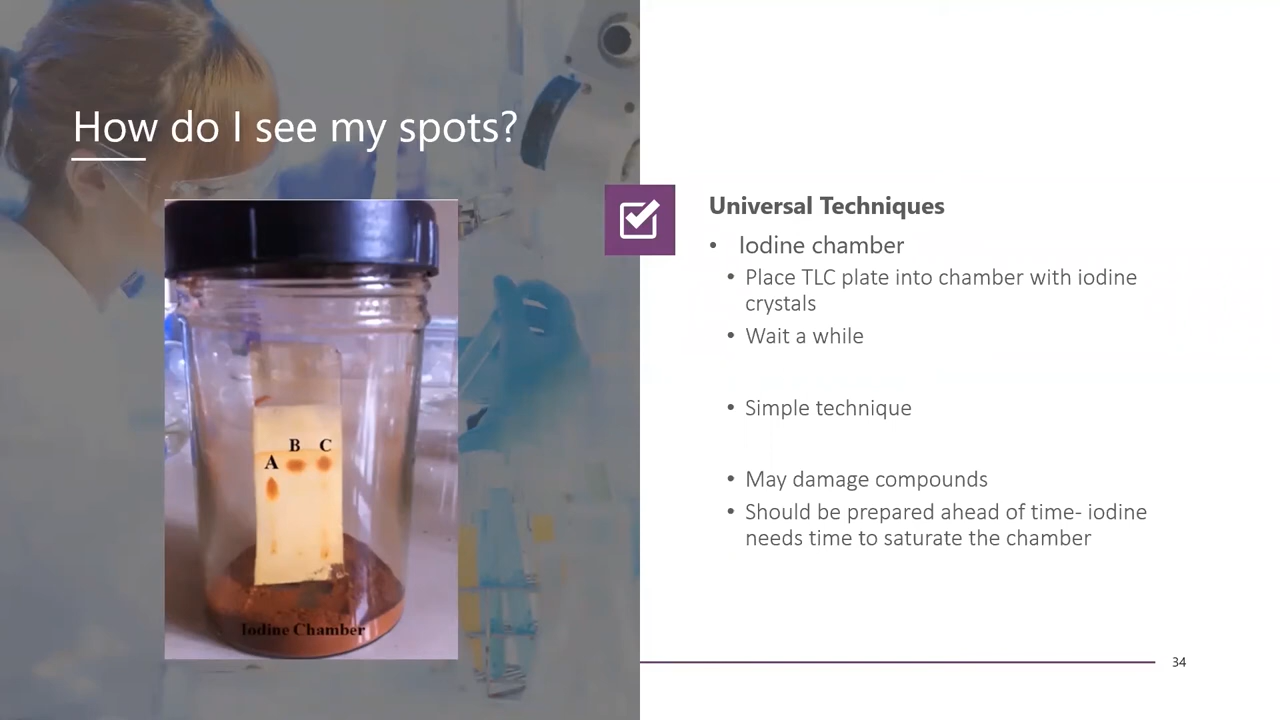 How do I see my spots?
B C
A
Iodine Chamber
Universal Techniques
• Iodine chamber
• Place TLC plate into chamber with iodine
crystals
• Wait a while
• Simple technique
• May damage compounds
• Should be prepared ahead of time- iodine
needs time to saturate the chamber
34